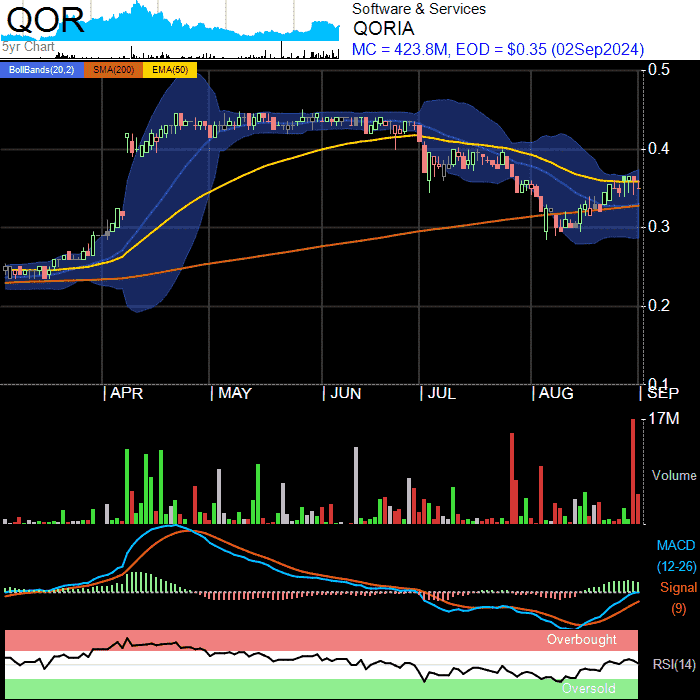 QOR
5yr Chart
Software & Services
QORIA
MC = 423.8M, EOD = $0.35 (02Sep2024)
BollBands(20,2) SMA(200) EMA(50)
0.5
0.4
0.3
0.2
0.1
APR MAY JUN JUL AUG SEP
17M
Volume
MACD
(12-26)
Signal
(9)
Overbought
RSI(14)
Oversold